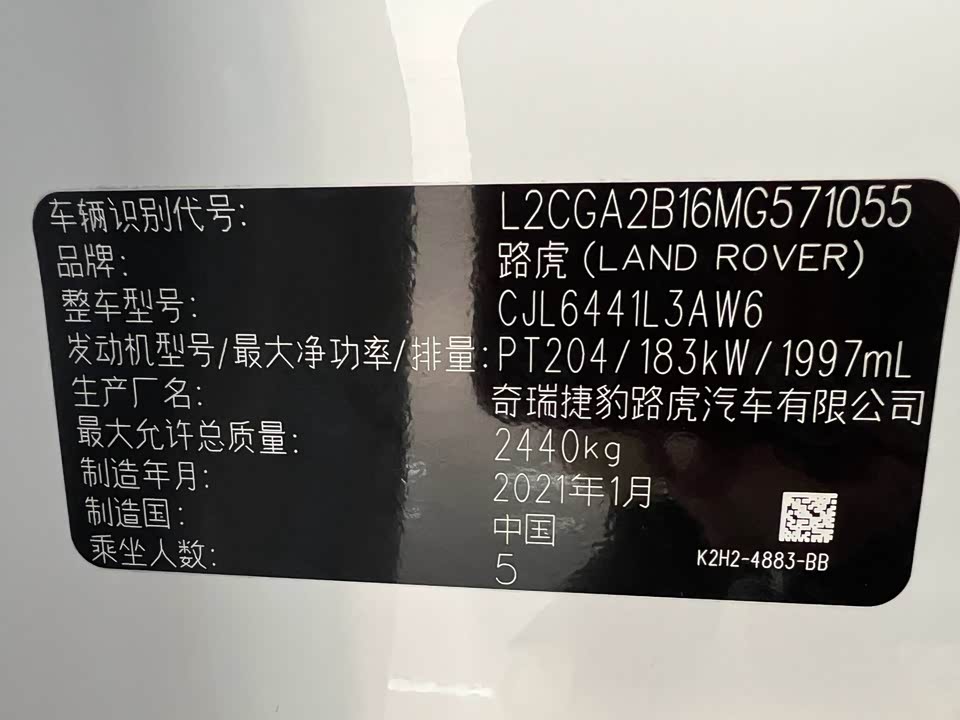 车辆识别代号: L2CGA2B16MG571055
品牌: 路虎 (LAND ROVER)
整车型号: CJL6441L3AW6
发动机型号/最大净功率/排量: PT204/183kW/1997mL
生产厂名: 奇瑞捷豹路虎汽车有限公司
最大允许总质量: 2440kg
制造年月: 2021年1月
制造国: 中国
乘坐人数: 5
K2H2-4883-BB